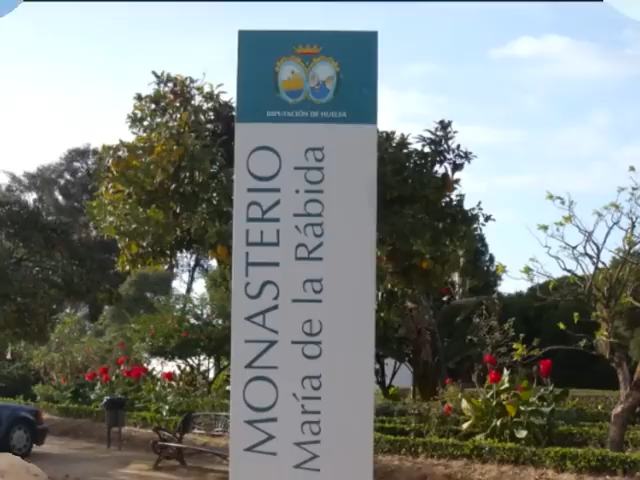 DIPUTACIÓN DE HUELVA
MONASTERIO
María de la Rábida